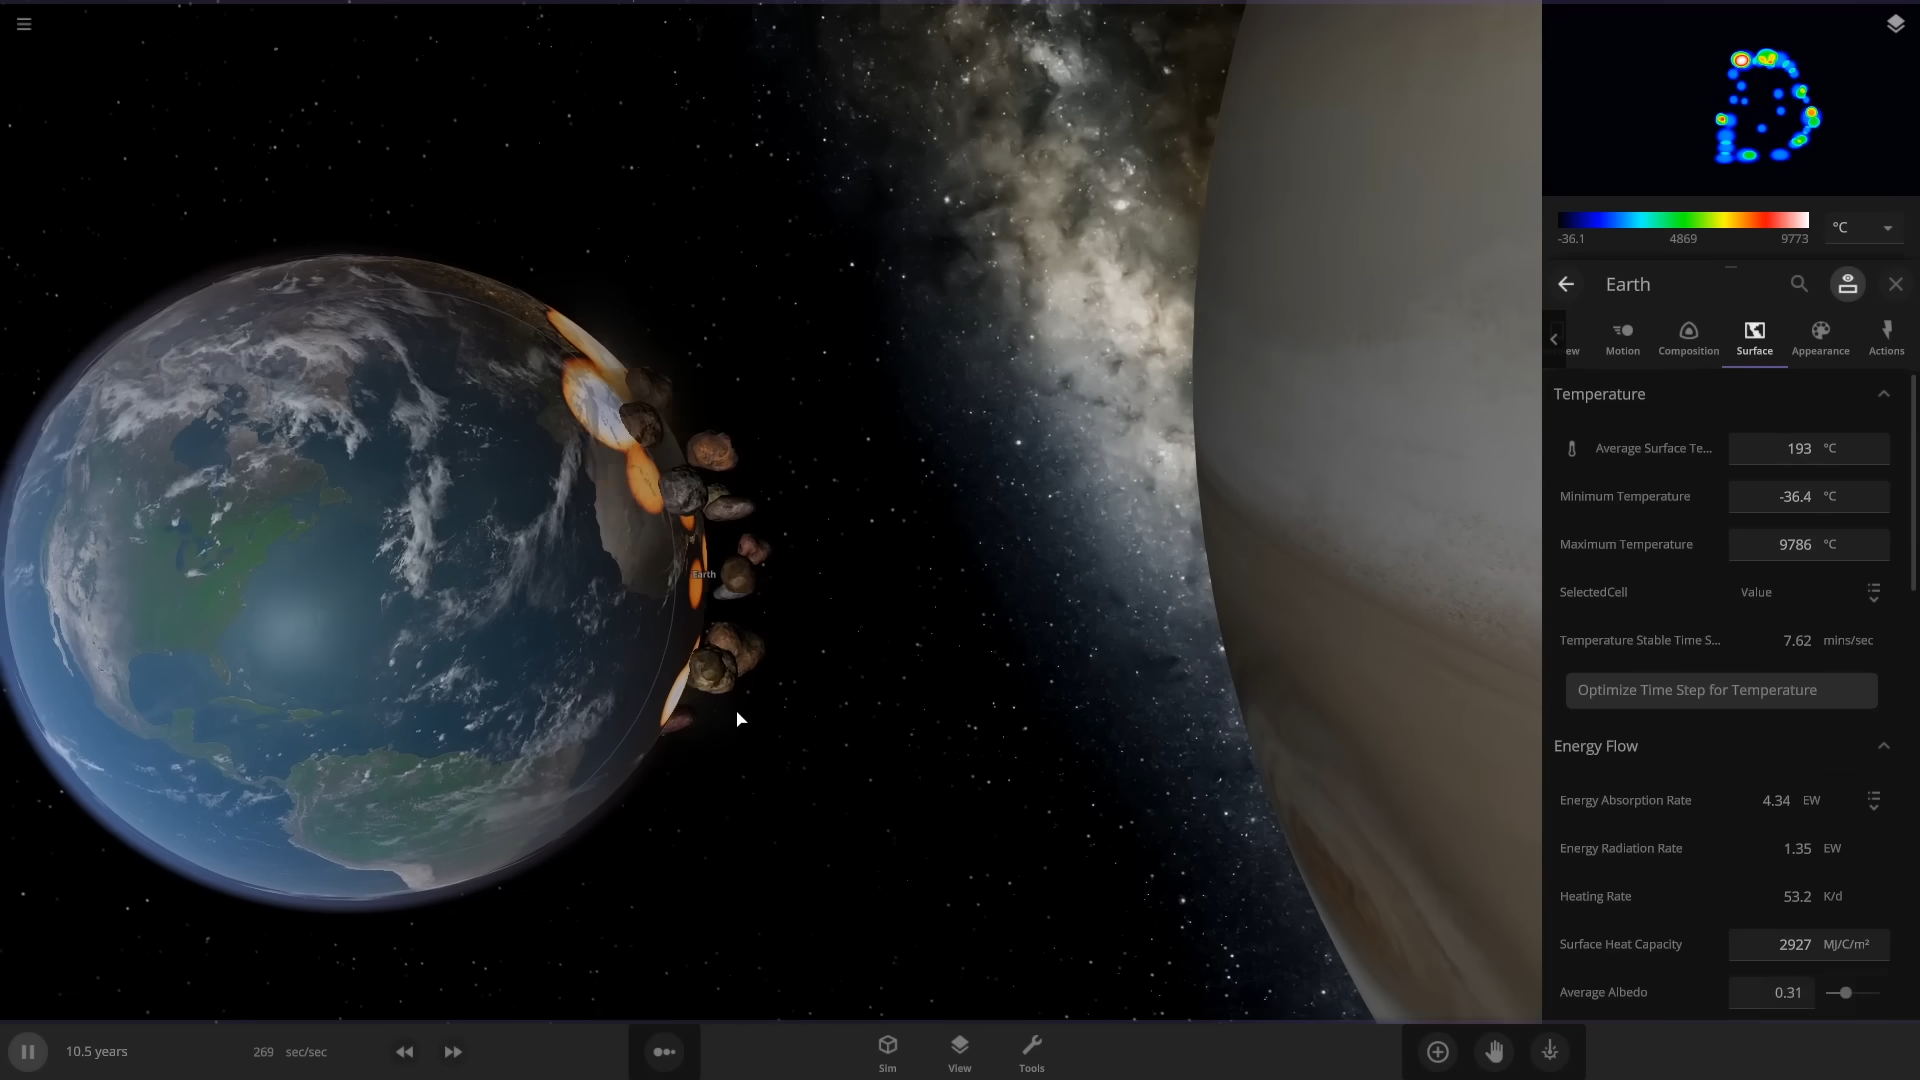 -36.1 4869 9773 °C
Earth
ew Motion Composition Surface Appearance Actions
Temperature
Average Surface Te... 193 °C
Minimum Temperature -36.4 °C
Maximum Temperature 9786 °C
SelectedCell Value
Temperature Stable Time S... 7.62 mins/sec
Optimize Time Step for Temperature
Energy Flow
Energy Absorption Rate 4.34 EW
Energy Radiation Rate 1.35 EW
Heating Rate 53.2 K/d
Surface Heat Capacity 2927 MJ/C/m²
Average Albedo 0.31
Earth
10.5 years 269 sec/sec
Sim View Tools